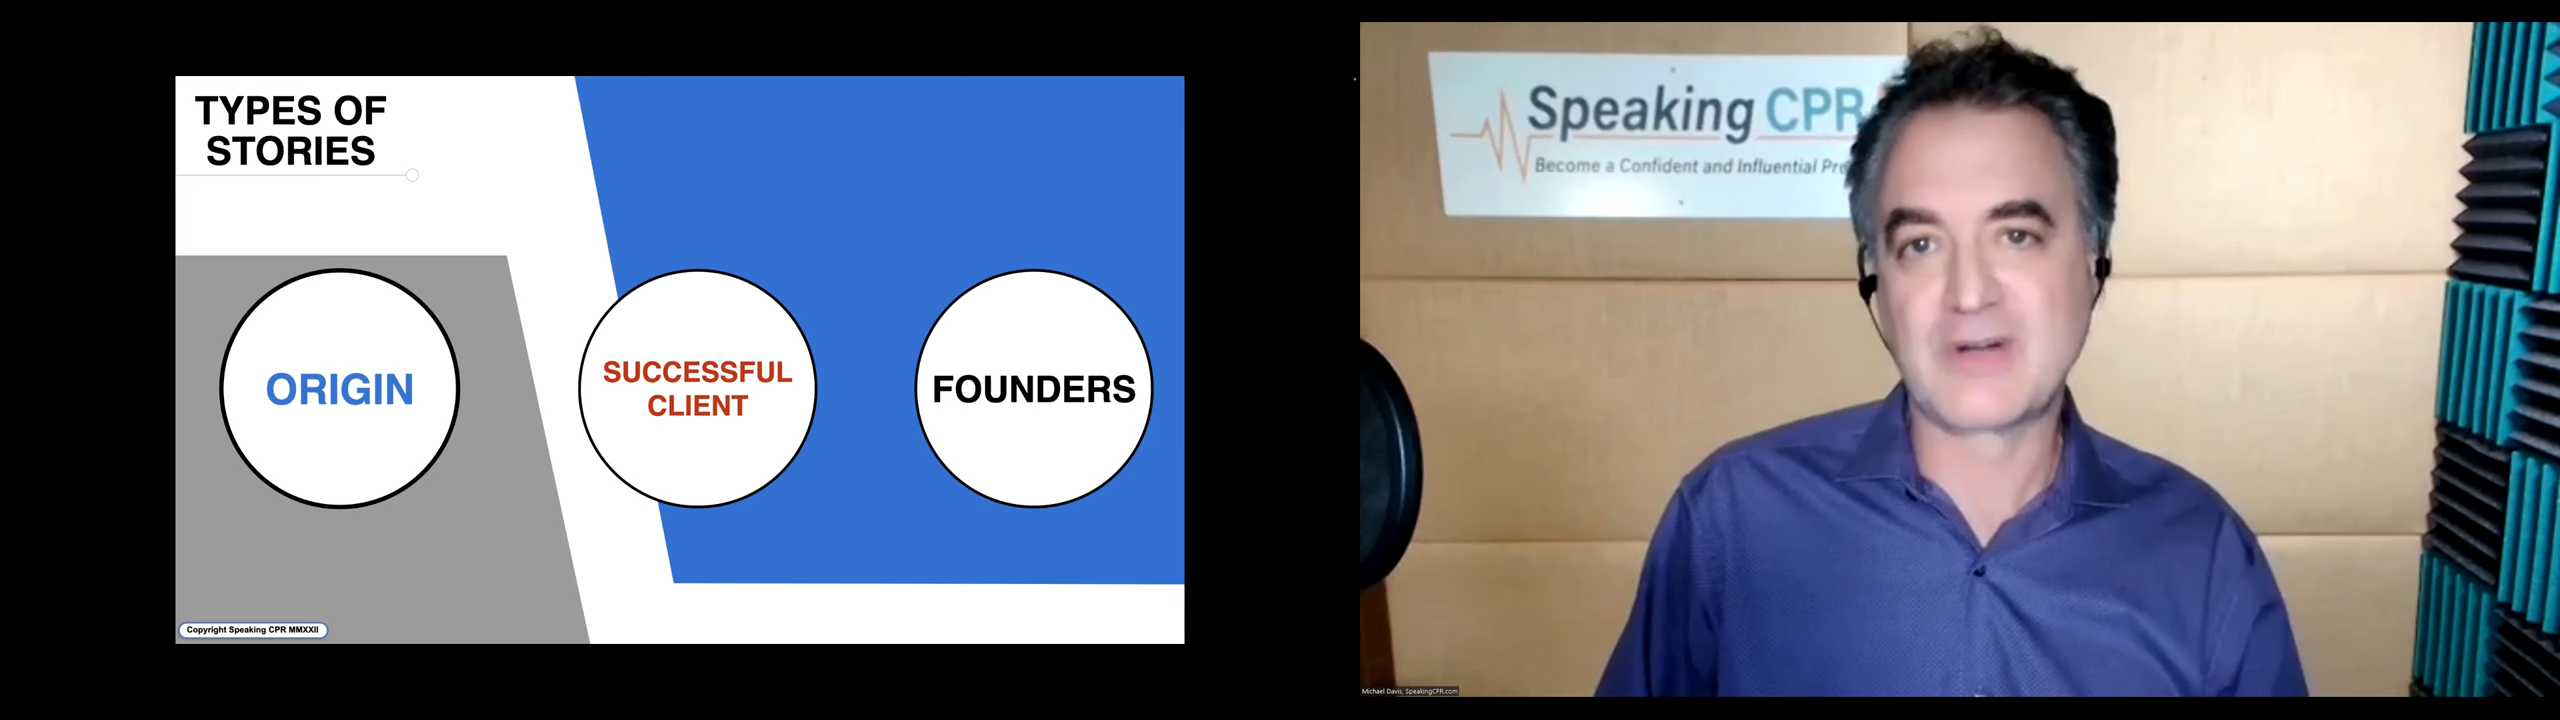 TYPES OF
STORIES
ORIGIN
SUCCESSFUL
CLIENT
FOUNDERS
Copyright Speaking CPR MMXXII
Speaking CPR
Become a Confident and Influential
Michael Davis, SpeakingCPR.com